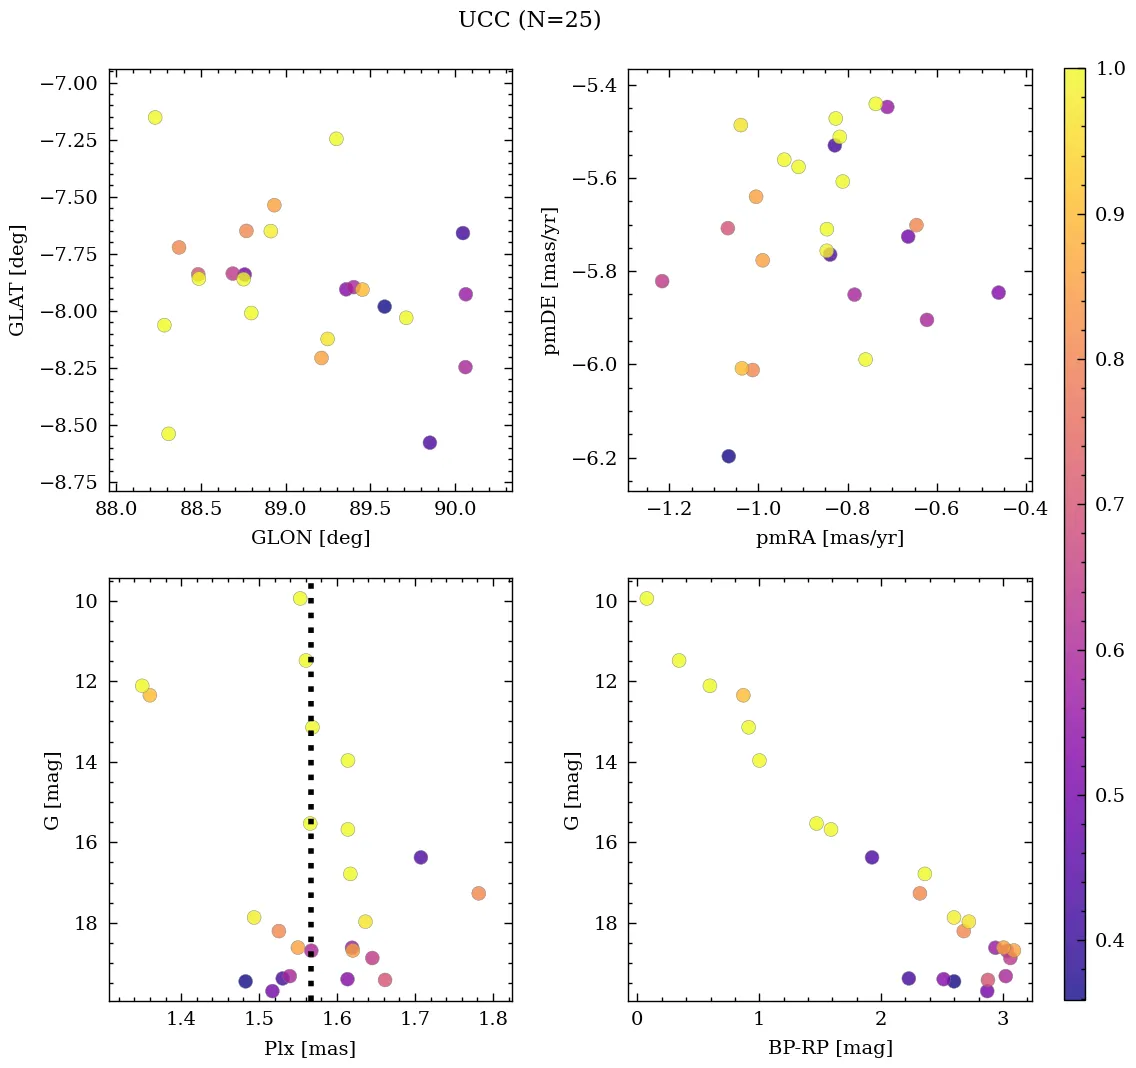 UCC (N=25)
−7.00
−7.25
−7.50
−7.75
−8.00
−8.25
−8.50
−8.75
GLAT [deg]
88.0 88.5 89.0 89.5 90.0
GLON [deg]
−5.4
−5.6
−5.8
−6.0
−6.2
pmDE [mas/yr]
−1.2 −1.0 −0.8 −0.6 −0.4
pmRA [mas/yr]
10
12
14
16
18
G [mag]
1.4 1.5 1.6 1.7 1.8
Plx [mas]
10
12
14
16
18
G [mag]
0 1 2 3
BP-RP [mag]
1.0
0.9
0.8
0.7
0.6
0.5
0.4